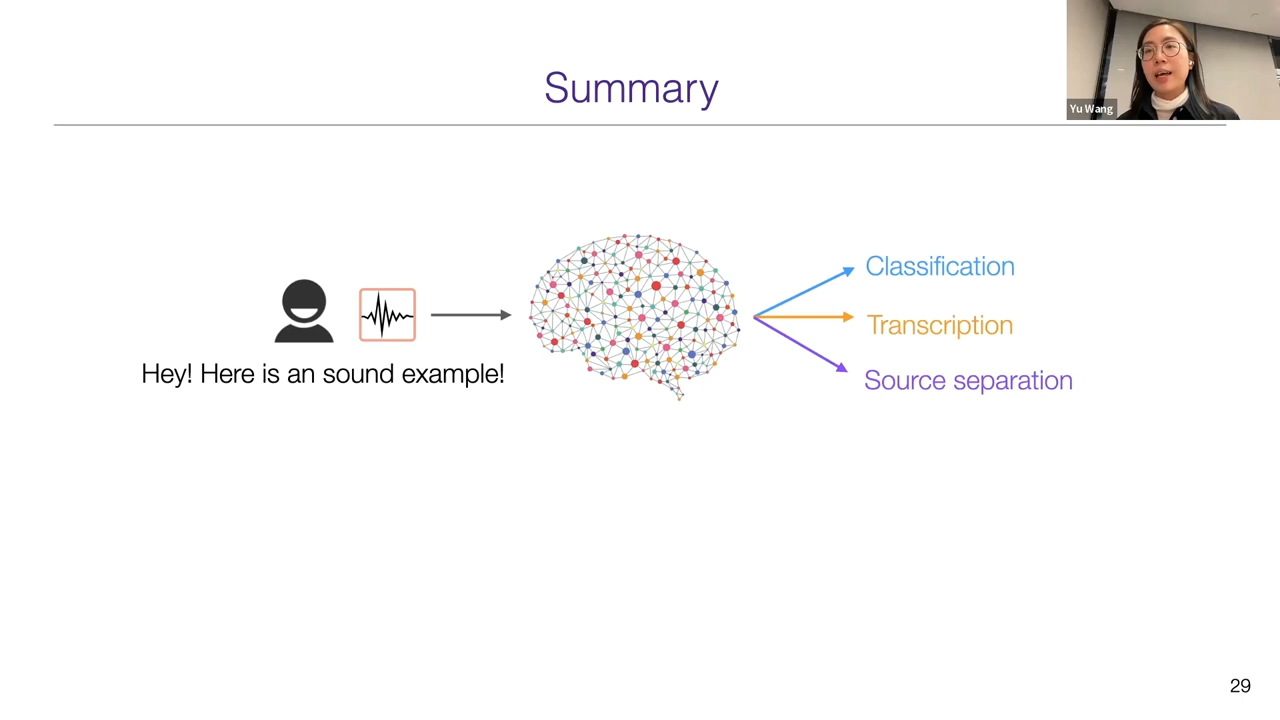 Summary
Yu Wang
Hey! Here is an sound example!
Classification
Transcription
Source separation
29